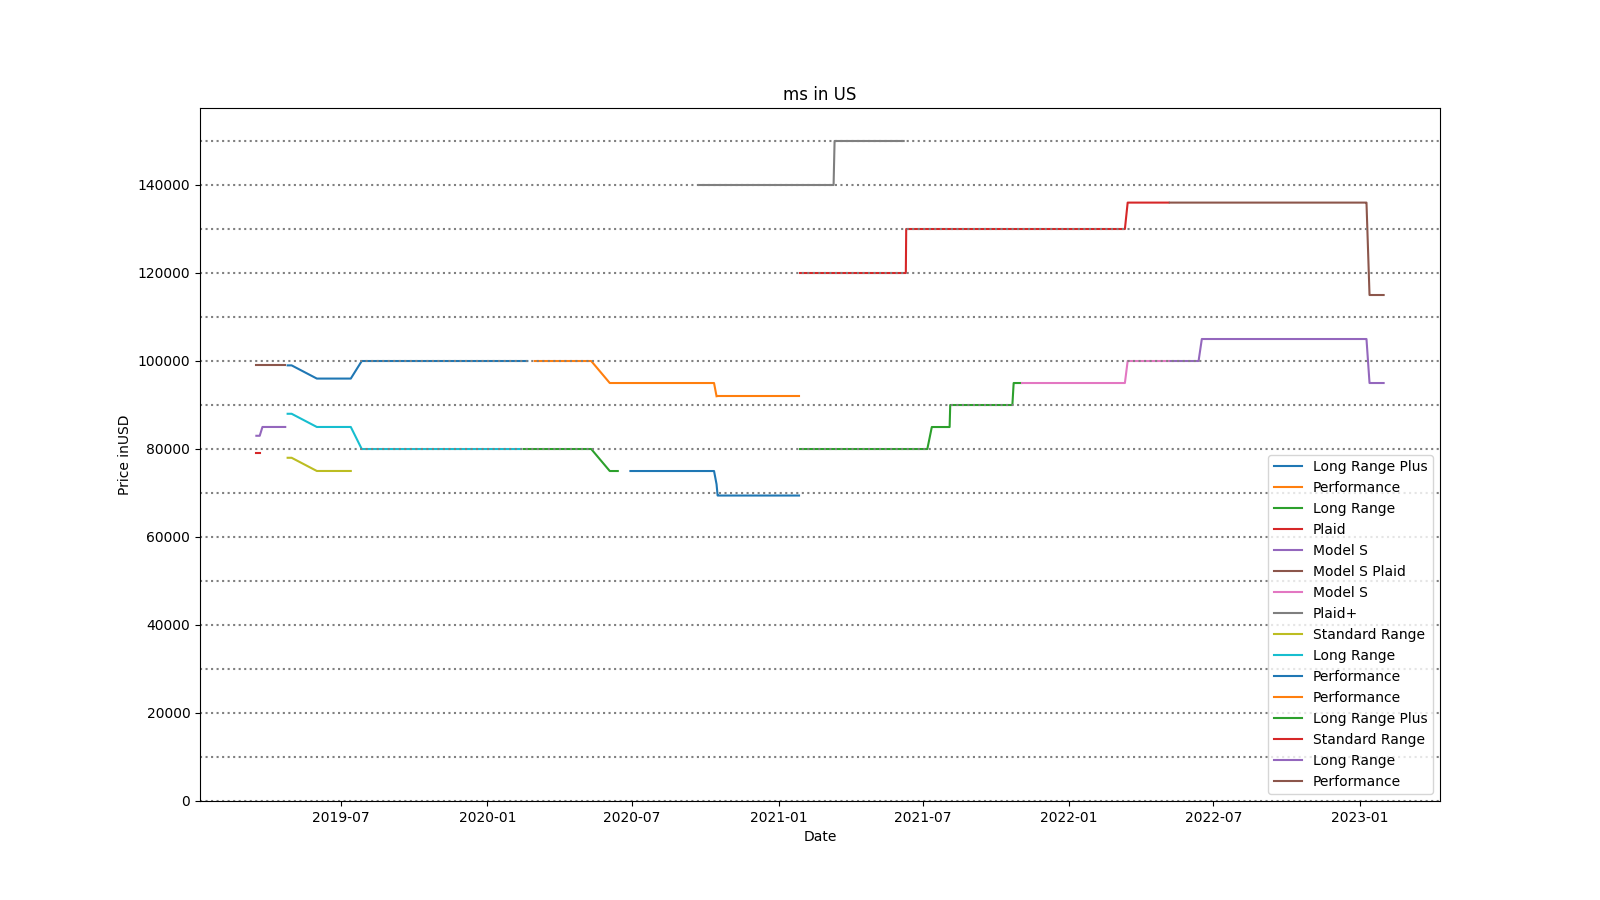 ms in US
140000
120000
100000
80000
60000
40000
20000
0
Price inUSD
2019-07
2020-01
2020-07
2021-01
2021-07
2022-01
2022-07
2023-01
Date
Long Range Plus
Performance
Long Range
Plaid
Model S
Model S Plaid
Model S
Plaid+
Standard Range
Long Range
Performance
Performance
Long Range Plus
Standard Range
Long Range
Performance